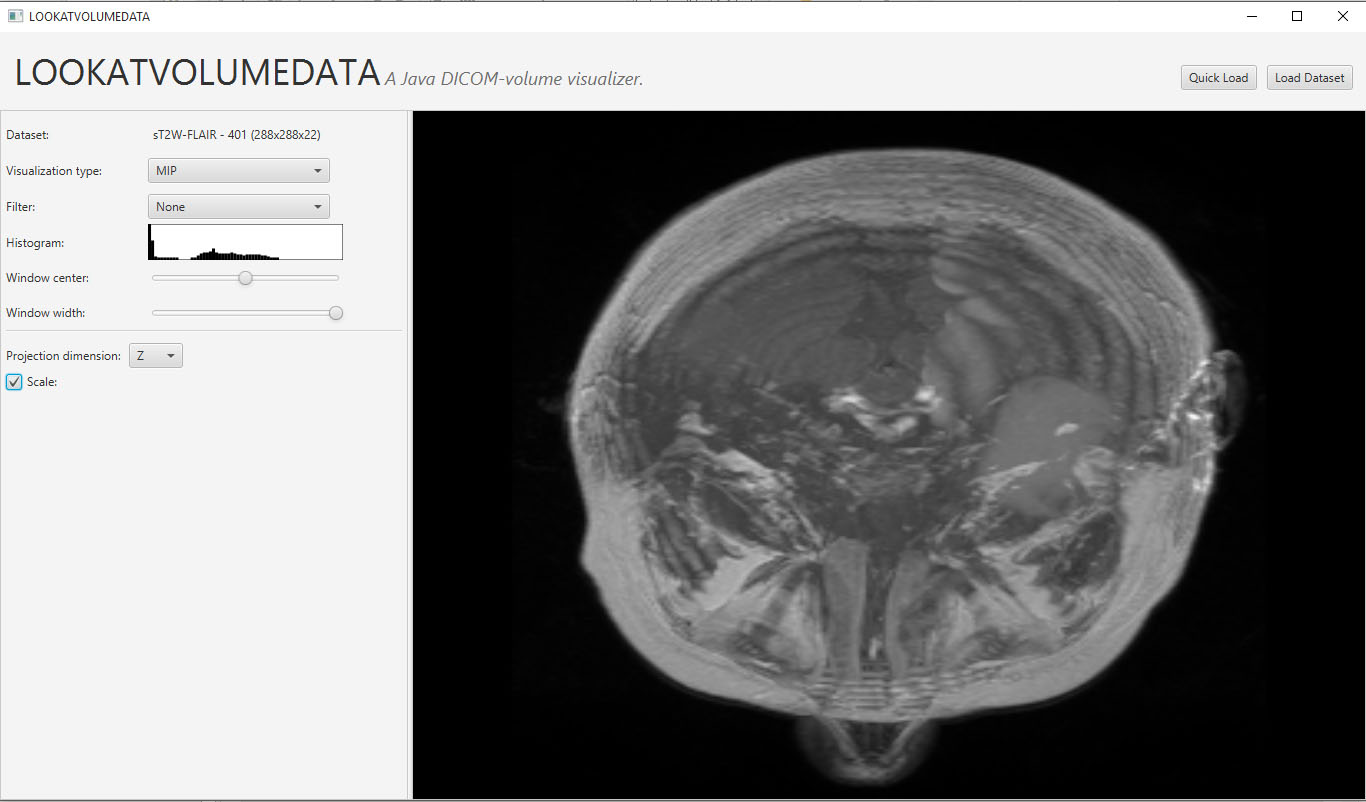 LOOKATVOLUMEDATA
LOOKATVOLUMEDATA A Java DICOM-volume visualizer.
Quick Load Load Dataset
Dataset: sT2W-FLAIR - 401 (288x288x22)
Visualization type: MIP
Filter: None
Histogram:
Window center:
Window width:
Projection dimension: Z
Scale: